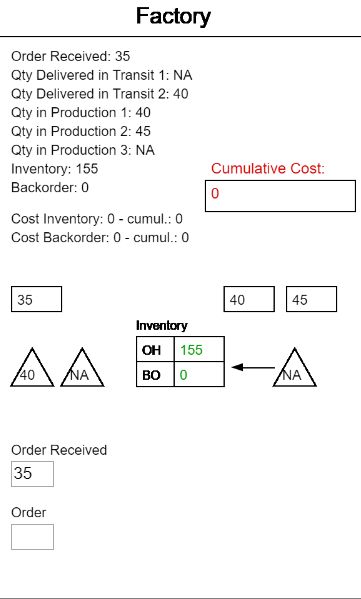 Factory
Order Received: 35
Qty Delivered in Transit 1: NA
Qty Delivered in Transit 2: 40
Qty in Production 1: 40
Qty in Production 2: 45
Qty in Production 3: NA
Inventory: 155
Backorder: 0
Cumulative Cost:
0
Cost Inventory: 0 - cumul.: 0
Cost Backorder: 0 - cumul.: 0
35
40
45
Inventory
OH 155
BO 0
40
NA
NA
Order Received
35
Order